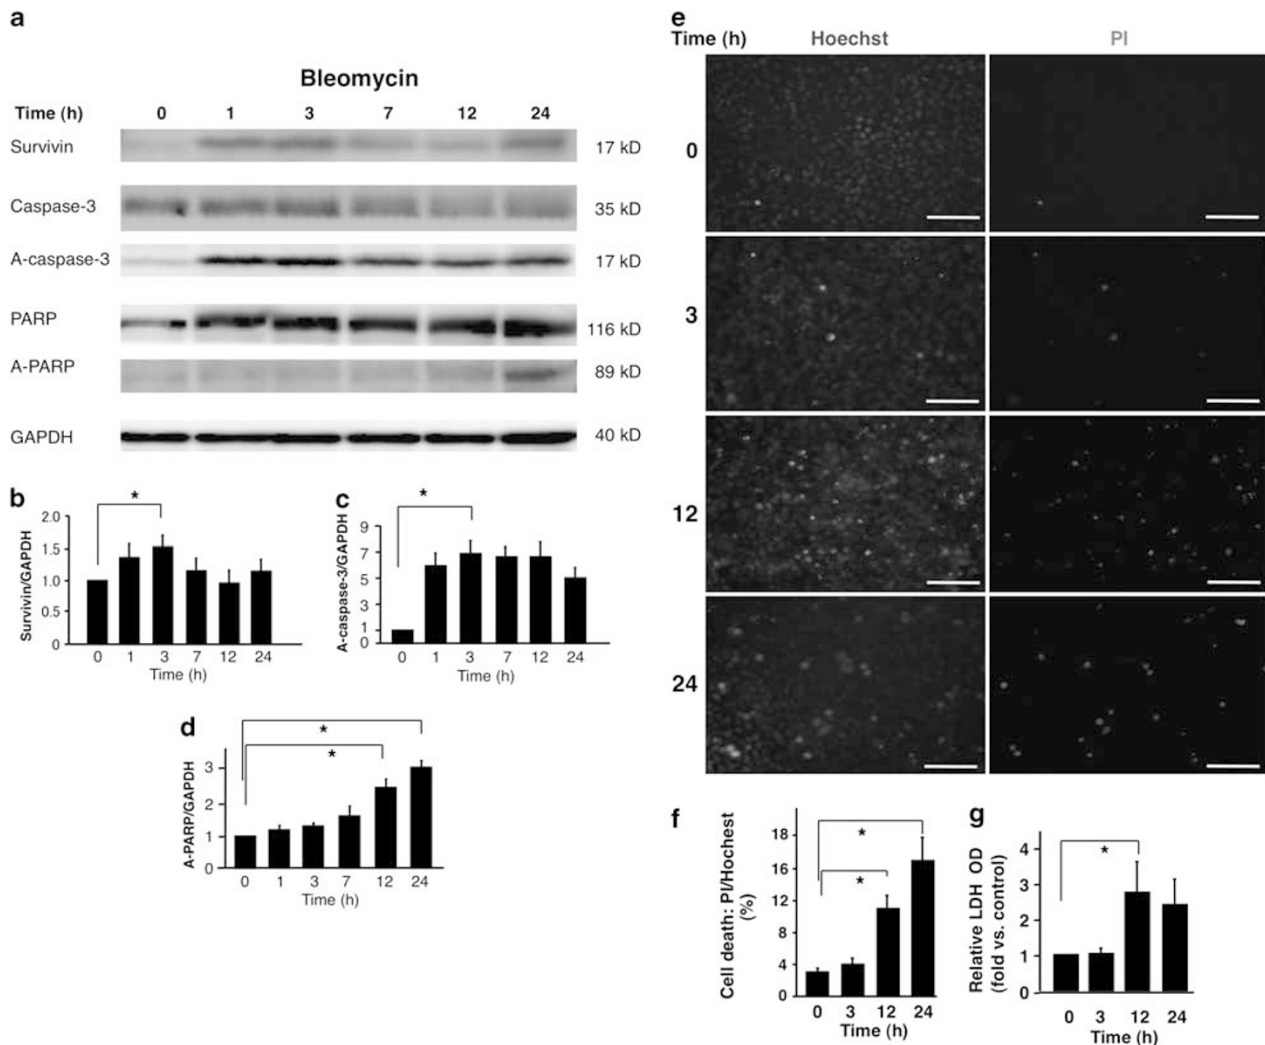 a
Bleomycin
Time (h) 0 1 3 7 12 24
Survivin 17 kD
Caspase-3 35 kD
A-caspase-3 17 kD
PARP 116 kD
A-PARP 89 kD
GAPDH 40 kD
b
*
Survivin/GAPDH
2.0
1.5
1.0
0.5
0
0 1 3 7 12 24
Time (h)
c
*
A-caspase-3/GAPDH
9
7
5
3
1
0
0 1 3 7 12 24
Time (h)
d
*
*
A-PARP/GAPDH
3
2
1
0
0 1 3 7 12 24
Time (h)
e
Time (h) Hoechst PI
0
3
12
24
f
*
*
Cell death: PI/Hochest
(%)
18
16
12
8
4
0
0 3 12 24
Time (h)
g
*
Relative LDH OD
(fold vs. control)
4
3
2
1
0
0 3 12 24
Time (h)